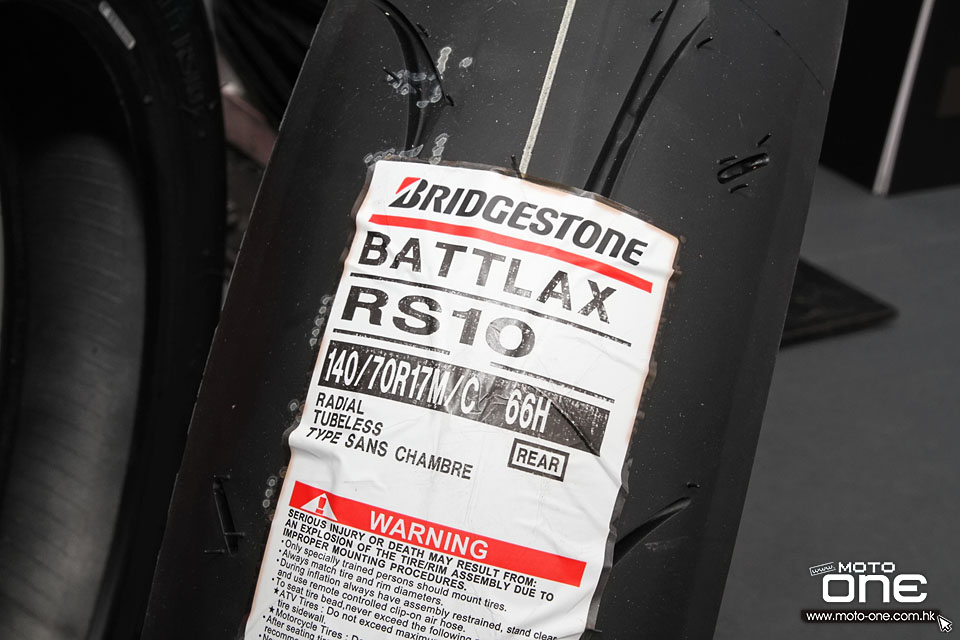 BRIDGESTONE
BATTLAX
RS10
140/70R17M/C 66H
RADIAL
TUBELESS
TYPE SANS CHAMBRE
REAR
WARNING
SERIOUS INJURY OR DEATH MAY RESULT FROM:
AN EXPLOSION OF THE TIRE/RIM ASSEMBLY DUE TO
IMPROPER MOUNTING PROCEDURES.
・Only specially trained persons should mount tires.
・Always match tire and rim diameters.
・During inflation always have assembly restrained, stand clear
and use remote controlled clip-on air hose.
・To seat tire bead, never exceed the following
★ATV Tires : Do not exceed maximum
tire sidewall.
★Motorcycle Tires : Do
・After seating
www.
MOTO
ONE
www.moto-one.com.hk